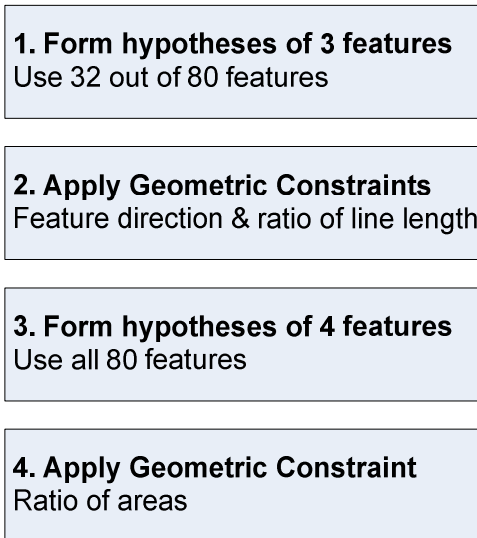 1. Form hypotheses of 3 features
Use 32 out of 80 features
2. Apply Geometric Constraints
Feature direction & ratio of line length
3. Form hypotheses of 4 features
Use all 80 features
4. Apply Geometric Constraint
Ratio of areas